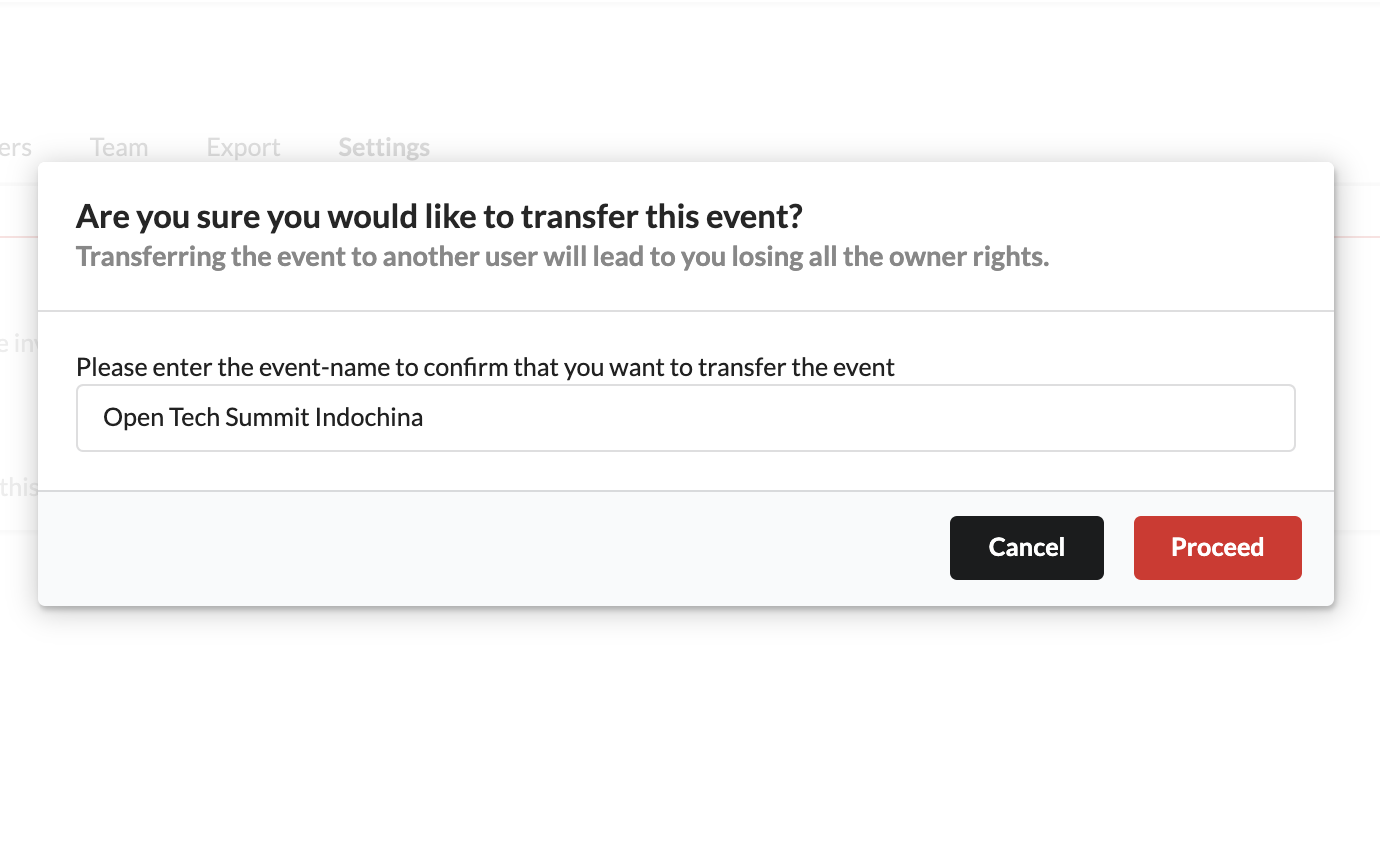 Team Export Settings
Are you sure you would like to transfer this event?
Transferring the event to another user will lead to you losing all the owner rights.
Please enter the event-name to confirm that you want to transfer the event
Open Tech Summit Indochina
this
Cancel Proceed